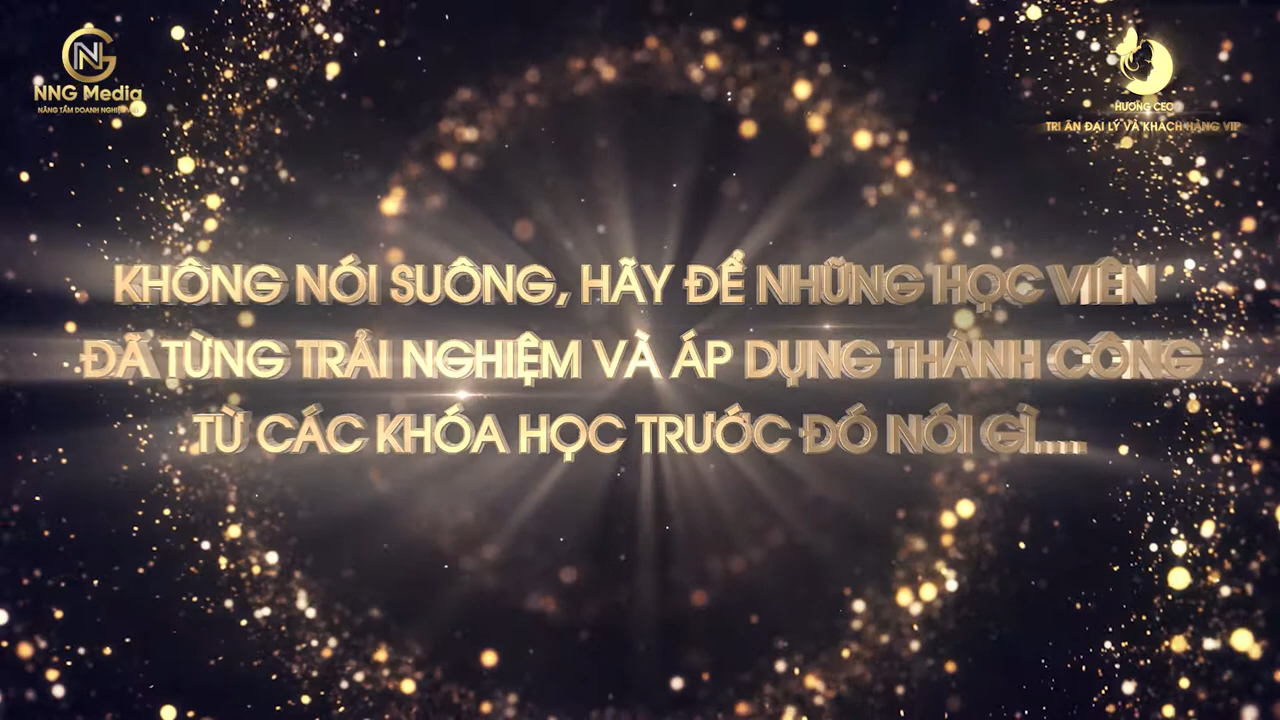 NNG Media
NÂNG TẦM DOANH NGHIỆP
HƯƠNG CEO
TRI ÂN ĐẠI LÝ VÀ KHÁCH HÀNG VIP
KHÔNG NÓI SUÔNG, HÃY ĐỂ NHỮNG HỌC VIÊN
ĐÃ TỪNG TRẢI NGHIỆM VÀ ÁP DỤNG THÀNH CÔNG
TỪ CÁC KHÓA HỌC TRƯỚC ĐÓ NÓI GÌ....